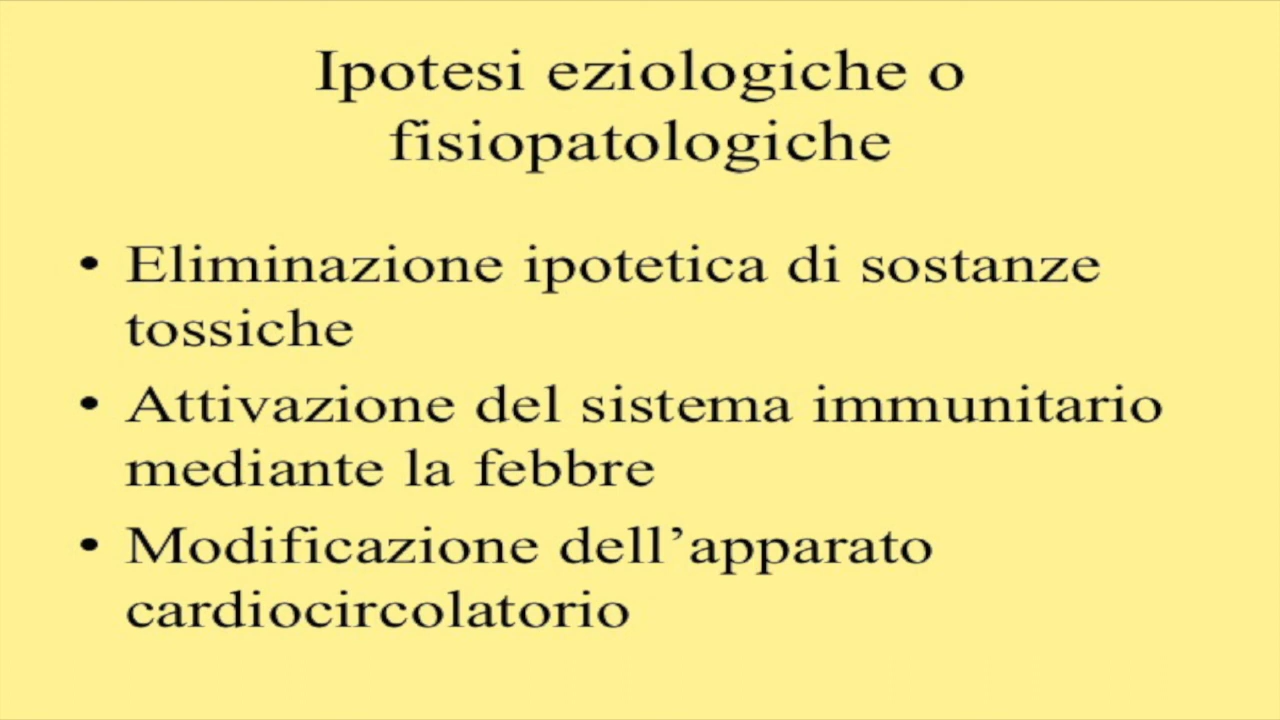 Ipotesi eziologiche o
fisiopatologiche
• Eliminazione ipotetica di sostanze
tossiche
• Attivazione del sistema immunitario
mediante la febbre
• Modificazione dell’apparato
cardiocircolatorio